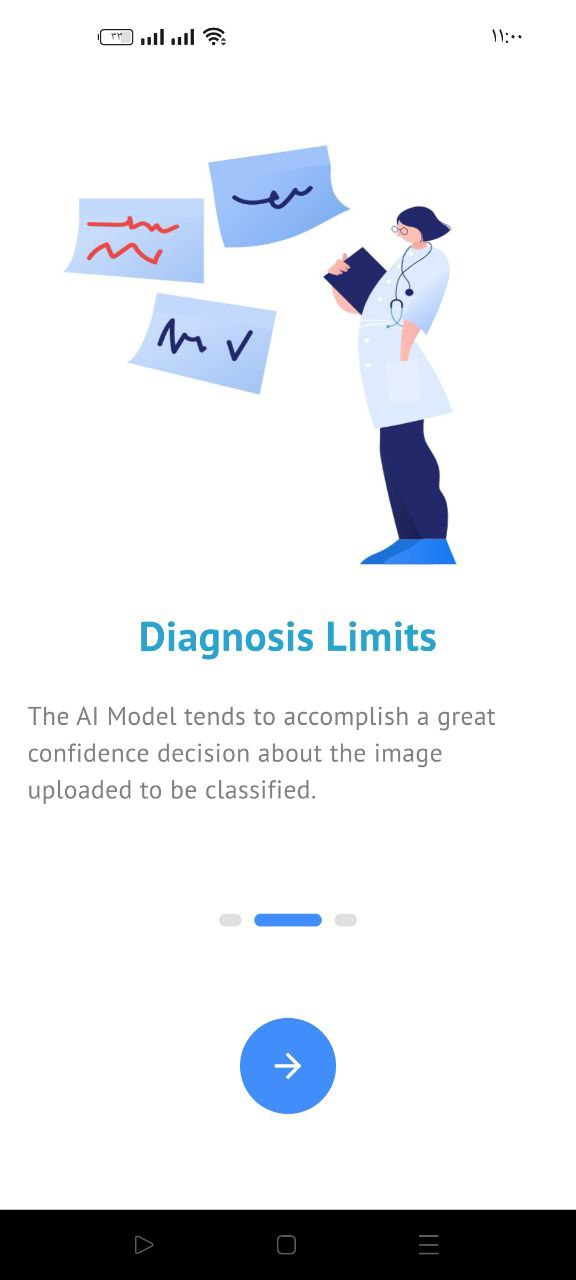 ٣٣
١١:٠٠
Diagnosis Limits
The AI Model tends to accomplish a great
confidence decision about the image
uploaded to be classified.